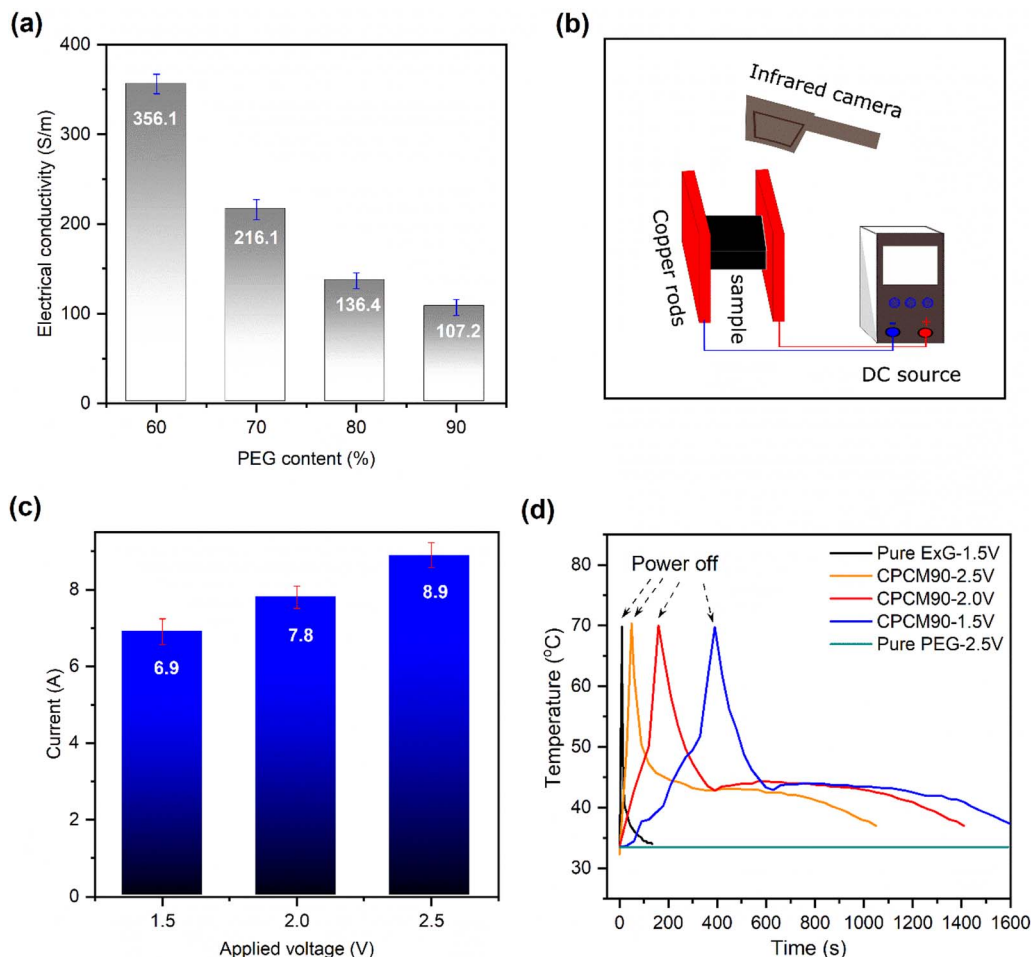 (a)
400
300
200
100
0
Electrical conductivity (S/m)
356.1
216.1
136.4
107.2
60 70 80 90
PEG content (%)
(b)
Infrared camera
Copper rods
sample
- +
DC source
(c)
8
6
4
2
0
Current (A)
6.9
7.8
8.9
1.5 2.0 2.5
Applied voltage (V)
(d)
80
70
60
50
40
30
Temperature (°C)
Power off
Pure ExG-1.5V
CPCM90-2.5V
CPCM90-2.0V
CPCM90-1.5V
Pure PEG-2.5V
0 200 400 600 800 1000 1200 1400 1600
Time (s)